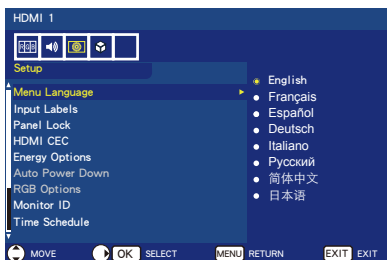 HDMI 1
RGB
Setup
Menu Language
Input Labels
Panel Lock
HDMI CEC
Energy Options
Auto Power Down
RGB Options
Monitor ID
Time Schedule
English
Français
Español
Deutsch
Italiano
Русский
简体中文
日本语
MOVE OK SELECT MENU RETURN EXIT EXIT